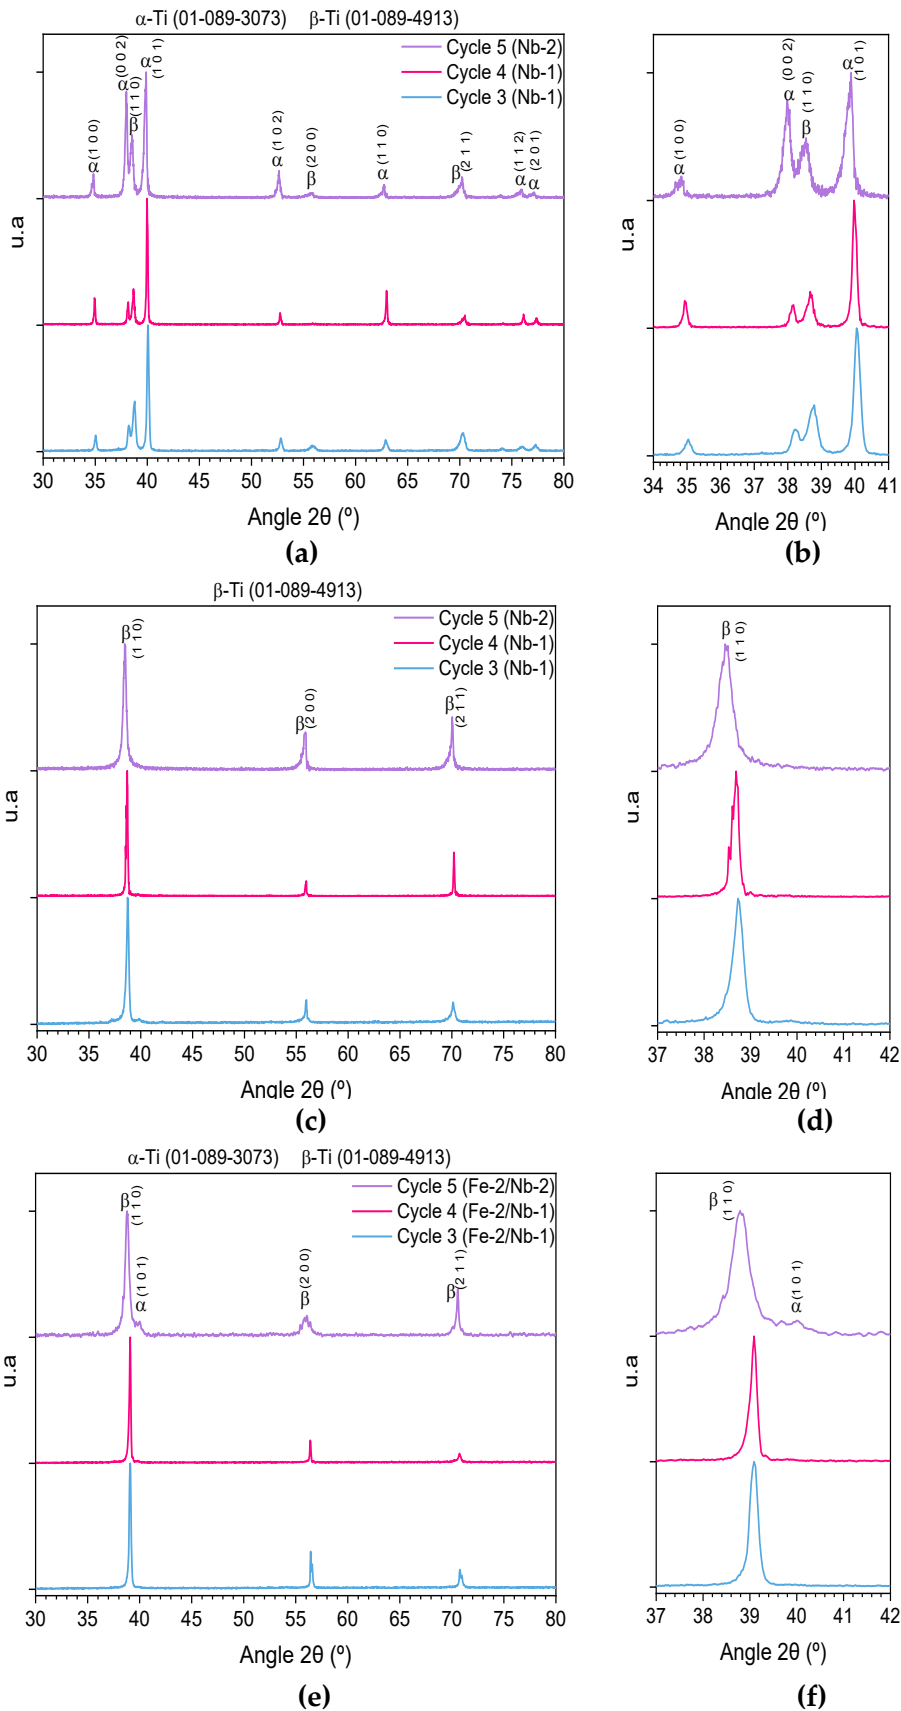 α-Ti (01-089-3073) β-Ti (01-089-4913)
Cycle 5 (Nb-2)
Cycle 4 (Nb-1)
Cycle 3 (Nb-1)
α(1 0 0)
α(0 0 2)
β(1 1 0)
α(1 0 1)
α(1 0 2)
β(2 0 0)
α(1 1 0)
β(2 1 1)
α(1 1 2)
α(2 0 1)
u.a
30 35 40 45 50 55 60 65 70 75 80
Angle 2θ (º)
(a)
α(1 0 0)
α(0 0 2)
β(1 1 0)
α(1 0 1)
u.a
34 35 36 37 38 39 40 41
Angle 2θ (º)
(b)
β-Ti (01-089-4913)
Cycle 5 (Nb-2)
Cycle 4 (Nb-1)
Cycle 3 (Nb-1)
β(1 1 0)
β(2 0 0)
β(2 1 1)
u.a
30 35 40 45 50 55 60 65 70 75 80
Angle 2θ (º)
(c)
β(1 1 0)
u.a
37 38 39 40 41 42
Angle 2θ (º)
(d)
α-Ti (01-089-3073) β-Ti (01-089-4913)
Cycle 5 (Fe-2/Nb-2)
Cycle 4 (Fe-2/Nb-1)
Cycle 3 (Fe-2/Nb-1)
β(1 1 0)
α(1 0 1)
β(2 0 0)
β(2 1 1)
u.a
30 35 40 45 50 55 60 65 70 75 80
Angle 2θ (º)
(e)
β(1 1 0)
α(1 0 1)
u.a
37 38 39 40 41 42
Angle 2θ (º)
(f)